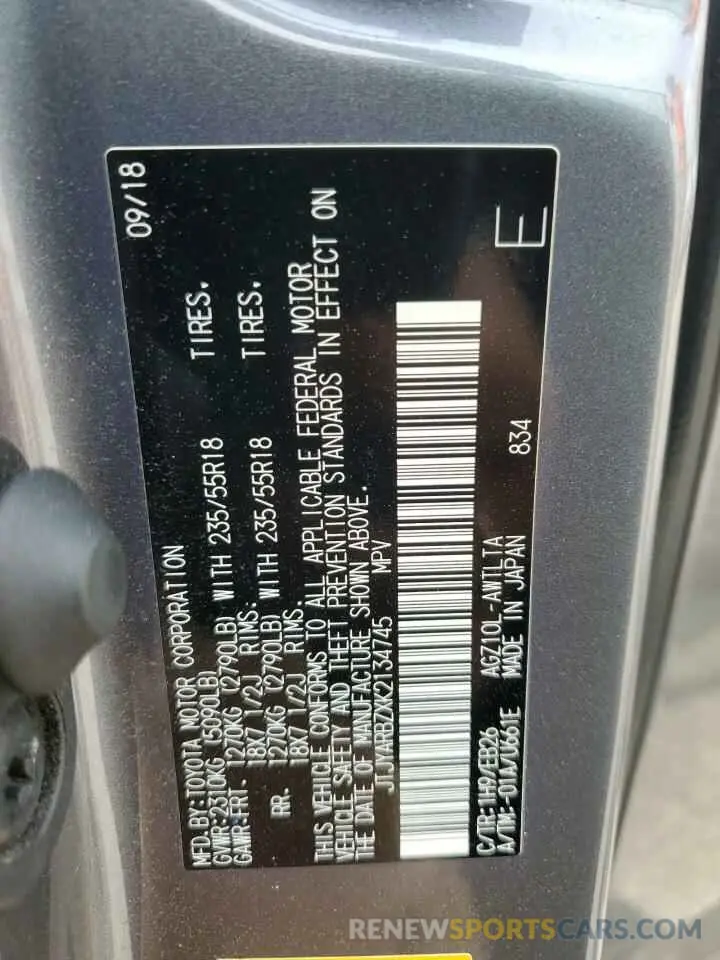 MFD.BY:TOYOTA MOTOR CORPORATION 09/18
GVWR:2310KG (5090LB)
GAWR:FRT. 1270KG (2790LB) WITH 235/55R18 TIRES.
18X7 1/2J RIMS.
RR. 1270KG (2790LB) WITH 235/55R18 TIRES.
18X7 1/2J RIMS.
THIS VEHICLE CONFORMS TO ALL APPLICABLE FEDERAL MOTOR
VEHICLE SAFETY AND THEFT PREVENTION STANDARDS IN EFFECT ON
THE DATE OF MANUFACTURE SHOWN ABOVE.
JTJYARBZXK2134745 MPV
C/TR:1H9/EB26 AGZ10L-AWTLTA 834
A/TM:-01A/U661E MADE IN JAPAN
E
RENEWSPORTSCARS.COM